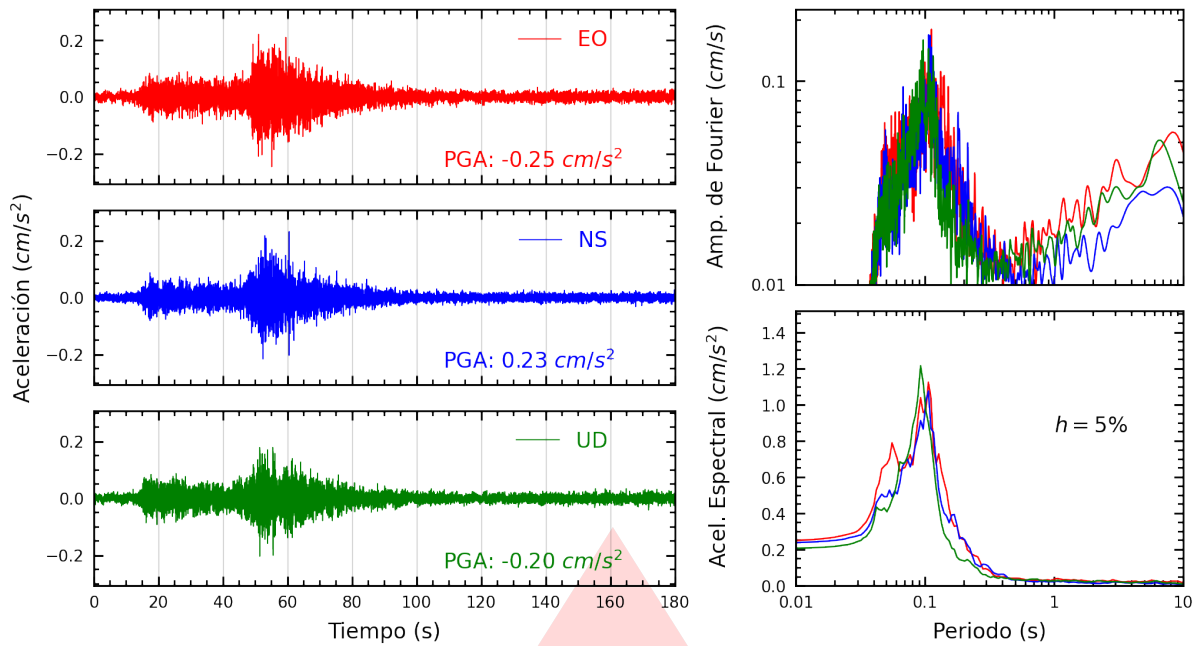 Aceleración (cm/s²)
0.2
0.0
−0.2
EO
PGA: -0.25 cm/s²
0.2
0.0
−0.2
NS
PGA: 0.23 cm/s²
0.2
0.0
−0.2
UD
PGA: -0.20 cm/s²
0 20 40 60 80 100 120 140 160 180
Tiempo (s)
Amp. de Fourier (cm/s)
0.1
0.01
Acel. Espectral (cm/s²)
1.4
1.2
1.0
0.8
0.6
0.4
0.2
0.0
h = 5%
0.01 0.1 1 10
Periodo (s)